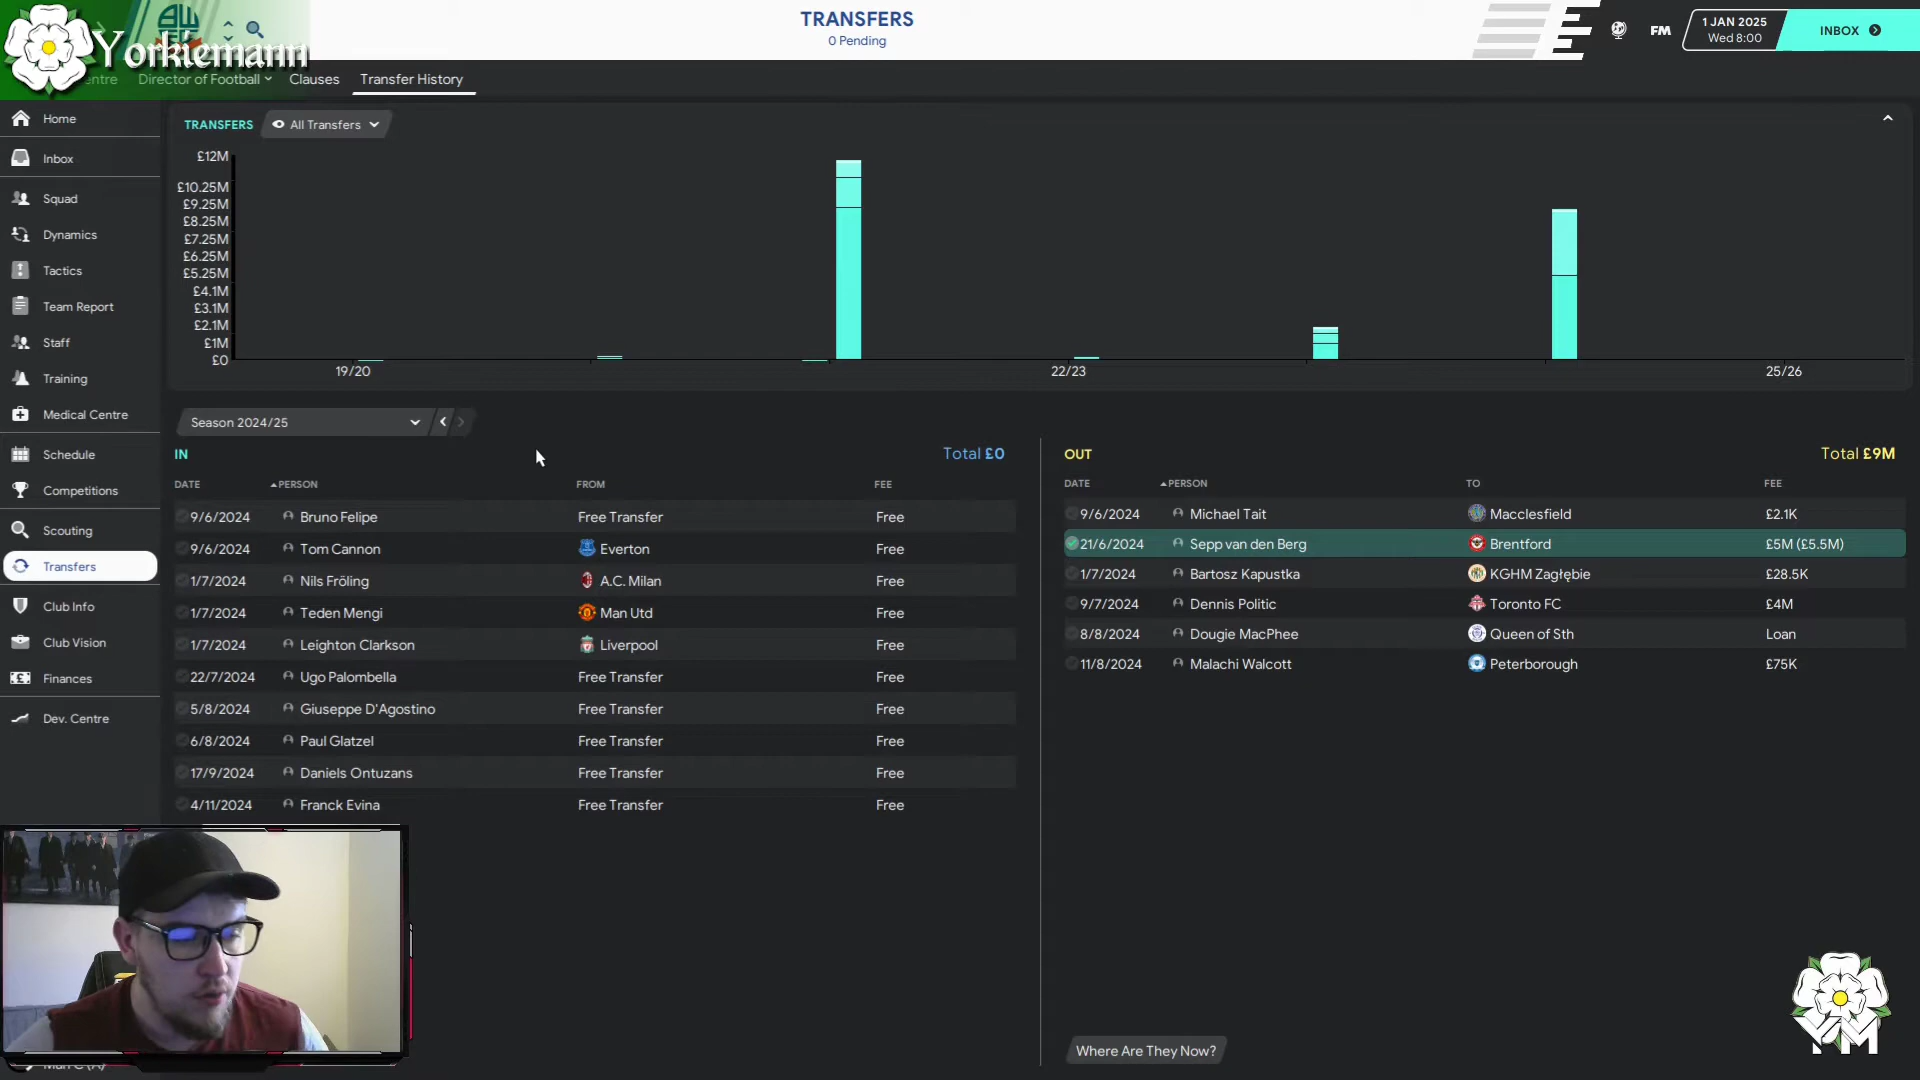 Yorkiemann
TRANSFERS
0 Pending
FM
1 JAN 2025
Wed 8:00
INBOX
Director of Football
Clauses
Transfer History
Home
Inbox
Squad
Dynamics
Tactics
Team Report
Staff
Training
Medical Centre
Schedule
Competitions
Scouting
Transfers
Club Info
Club Vision
Finances
Dev. Centre
TRANSFERS All Transfers
£12M
£10.25M
£9.25M
£8.25M
£7.25M
£6.25M
£5.25M
£4.1M
£3.1M
£2.1M
£1M
£0
19/20 22/23 25/26
Season 2024/25
IN Total £0
DATE PERSON FROM FEE
9/6/2024 Bruno Felipe Free Transfer Free
9/6/2024 Tom Cannon Everton Free
1/7/2024 Nils Fröling A.C. Milan Free
1/7/2024 Teden Mengi Man Utd Free
1/7/2024 Leighton Clarkson Liverpool Free
22/7/2024 Ugo Palombella Free Transfer Free
5/8/2024 Giuseppe D'Agostino Free Transfer Free
6/8/2024 Paul Glatzel Free Transfer Free
17/9/2024 Daniels Ontuzans Free Transfer Free
4/11/2024 Franck Evina Free Transfer Free
OUT Total £9M
DATE PERSON TO FEE
9/6/2024 Michael Tait Macclesfield £2.1K
21/6/2024 Sepp van den Berg Brentford £5M (£5.5M)
1/7/2024 Bartosz Kapustka KGHM Zagłębie £28.5K
9/7/2024 Dennis Politic Toronto FC £4M
8/8/2024 Dougie MacPhee Queen of Sth Loan
11/8/2024 Malachi Walcott Peterborough £75K
Where Are They Now?
YM